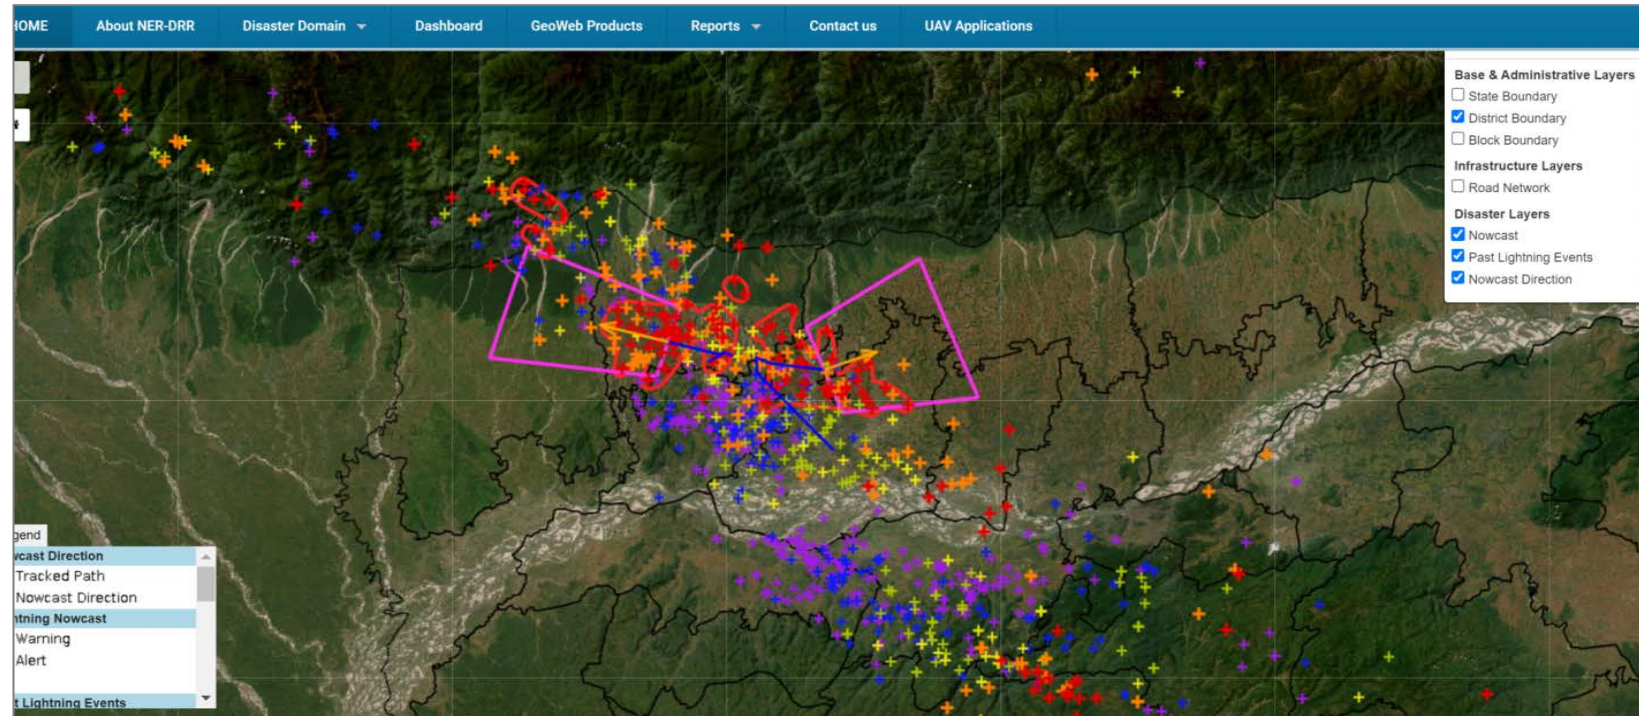 HOME About NER-DRR Disaster Domain Dashboard GeoWeb Products Reports Contact us UAV Applications
Base & Administrative Layers
State Boundary
District Boundary
Block Boundary
Infrastructure Layers
Road Network
Disaster Layers
Nowcast
Past Lightning Events
Nowcast Direction
gend
wcast Direction
Tracked Path
Nowcast Direction
htning Nowcast
Warning
Alert
t Lightning Events